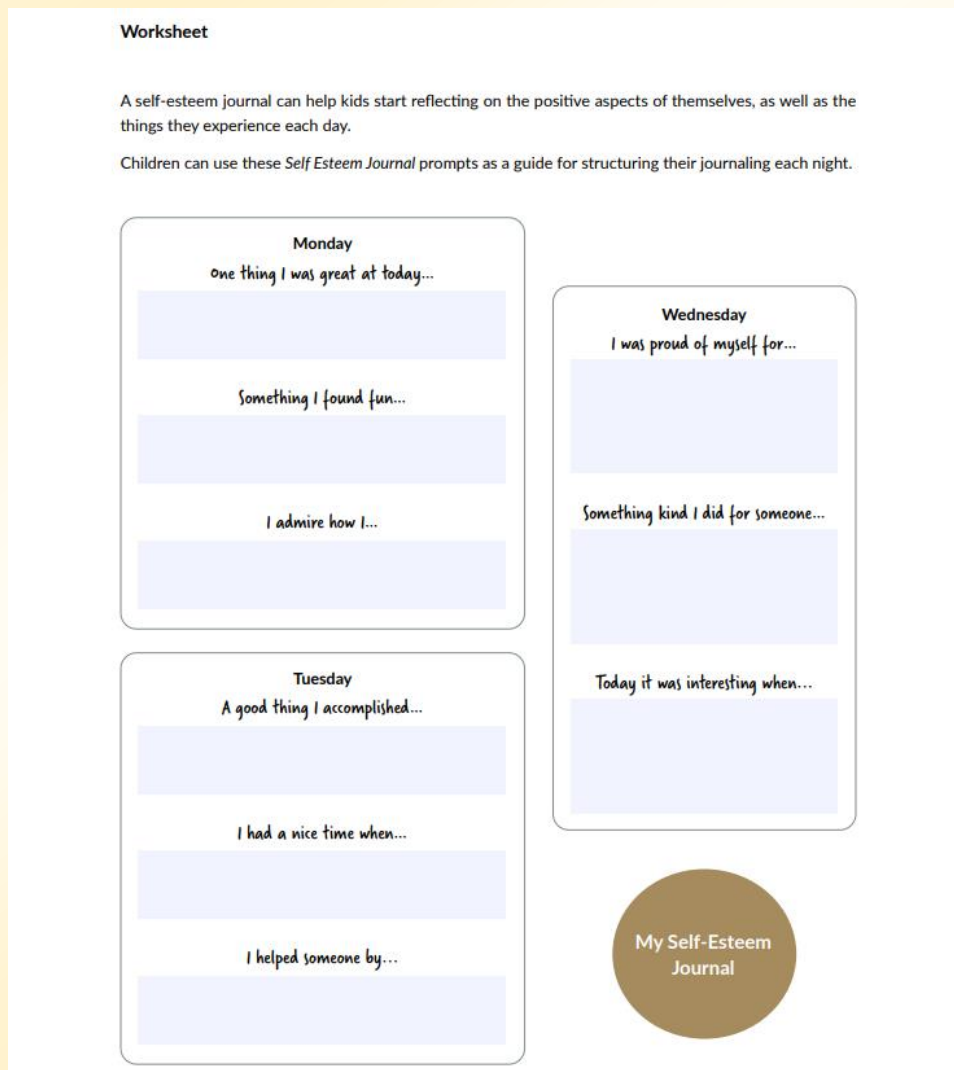 Worksheet
A self-esteem journal can help kids start reflecting on the positive aspects of themselves, as well as the
things they experience each day.
Children can use these Self Esteem Journal prompts as a guide for structuring their journaling each night.
Monday
One thing I was great at today...
Something I found fun...
I admire how I...
Tuesday
A good thing I accomplished...
I had a nice time when...
I helped someone by...
Wednesday
I was proud of myself for...
Something kind I did for someone...
Today it was interesting when...
My Self-Esteem
Journal